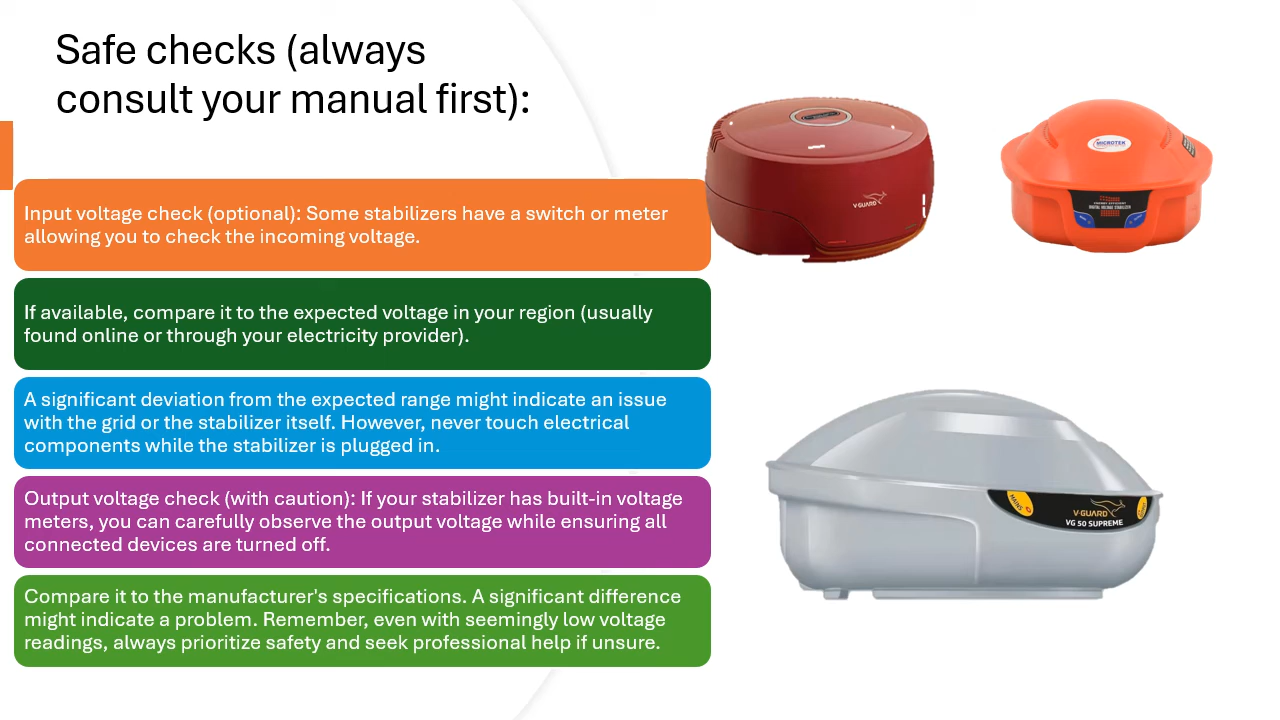 Safe checks (always
consult your manual first):
Input voltage check (optional): Some stabilizers have a switch or meter
allowing you to check the incoming voltage.
If available, compare it to the expected voltage in your region (usually
found online or through your electricity provider).
A significant deviation from the expected range might indicate an issue
with the grid or the stabilizer itself. However, never touch electrical
components while the stabilizer is plugged in.
Output voltage check (with caution): If your stabilizer has built-in voltage
meters, you can carefully observe the output voltage while ensuring all
connected devices are turned off.
Compare it to the manufacturer's specifications. A significant difference
might indicate a problem. Remember, even with seemingly low voltage
readings, always prioritize safety and seek professional help if unsure.
V-GUARD
MICROTEK
DIGITAL VOLTAGE STABILIZER
MAINS
V-GUARD
VG 50 SUPREME